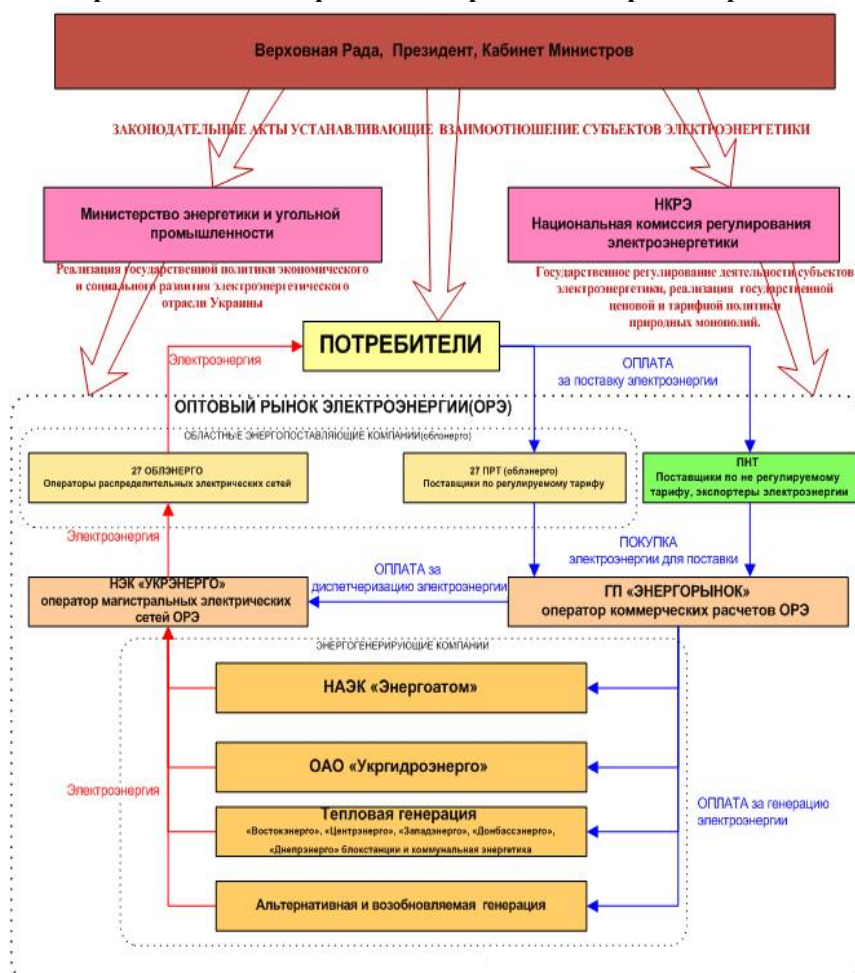 Верховная Рада, Президент, Кабинет Министров
ЗАКОНОДАТЕЛЬНЫЕ АКТЫ УСТАНАВЛИВАЮЩИЕ ВЗАИМООТНОШЕНИЕ СУБЪЕКТОВ ЭЛЕКТРОЭНЕРГЕТИКИ
Министерство энергетики и угольной
промышленности
НКРЭ
Национальная комиссия регулирования
электроэнергетики
Реализация государственной политики экономического
и социального развития электроэнергетического
отрасли Украины
Государственное регулирование деятельности субъектов
электроэнергетики, реализация государственной
ценовой и тарифной политики
природных монополий.
ПОТРЕБИТЕЛИ
Электроэнергия
ОПЛАТА
за поставку электроэнергии
ОПТОВЫЙ РЫНОК ЭЛЕКТРОЭНЕРГИИ(ОРЭ)
ОБЛАСТНЫЕ ЭНЕРГОПОСТАВЛЯЮЩИЕ КОМПАНИИ(облэнерго)
27 ОБЛЭНЕРГО
Операторы распределительных электрических сетей
27 ПРТ (облэнерго)
Поставщики по регулируемому тарифу
ПНТ
Поставщики по не регулируемому
тарифу, экспортеры электроэнергии
Электроэнергия
ОПЛАТА за
диспетчеризацию электроэнергии
ПОКУПКА
электроэнергии для поставки
НЭК «УКРЭНЕРГО»
оператор магистральных электрических
сетей ОРЭ
ГП «ЭНЕРГОРЫНОК»
оператор коммерческих расчетов ОРЭ
ЭНЕРГОГЕНЕРИРУЮЩИЕ КОМПАНИИ
НАЭК «Энергоатом»
ОАО «Укргидроэнерго»
Электроэнергия
Тепловая генерация
«Востокэнерго», «Центрэнерго», «Западэнерго», «Донбассэнерго»,
«Днепрэнерго» блокстанции и коммунальная энергетика
ОПЛАТА за генерацию
электроэнергии
Альтернативная и возобновляемая генерация